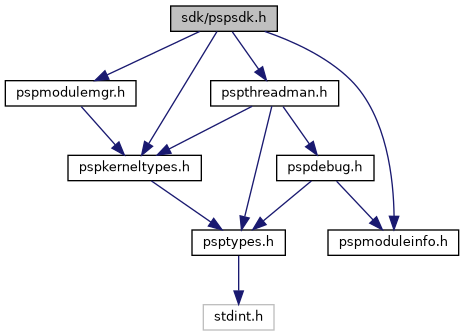 sdk/pspsdk.h
pspmodulemgr.h
pspthreadman.h
pspkerneltypes.h
pspdebug.h
psptypes.h
pspmoduleinfo.h
stdint.h